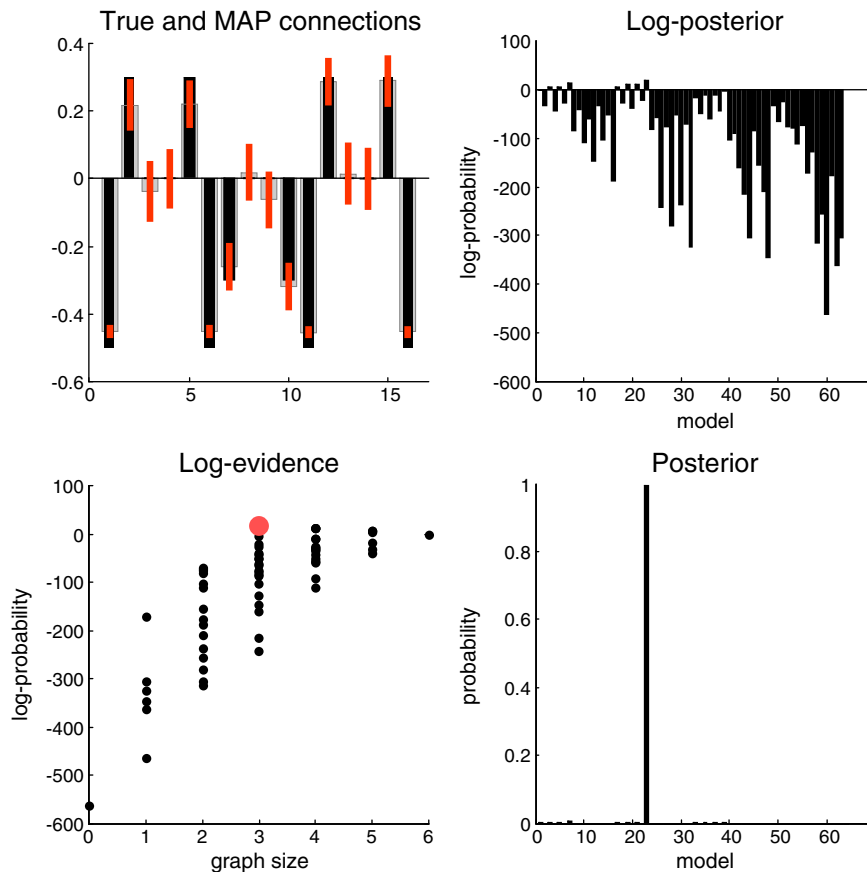 True and MAP connections
0.4
0.2
0
-0.2
-0.4
-0.6
0 5 10 15
Log-posterior
100
0
-100
-200
-300
-400
-500
-600
log-probability
0 10 20 30 40 50 60
model
Log-evidence
100
0
-100
-200
-300
-400
-500
-600
log-probability
0 1 2 3 4 5 6
graph size
Posterior
1
0.8
0.6
0.4
0.2
0
probability
0 10 20 30 40 50 60
model